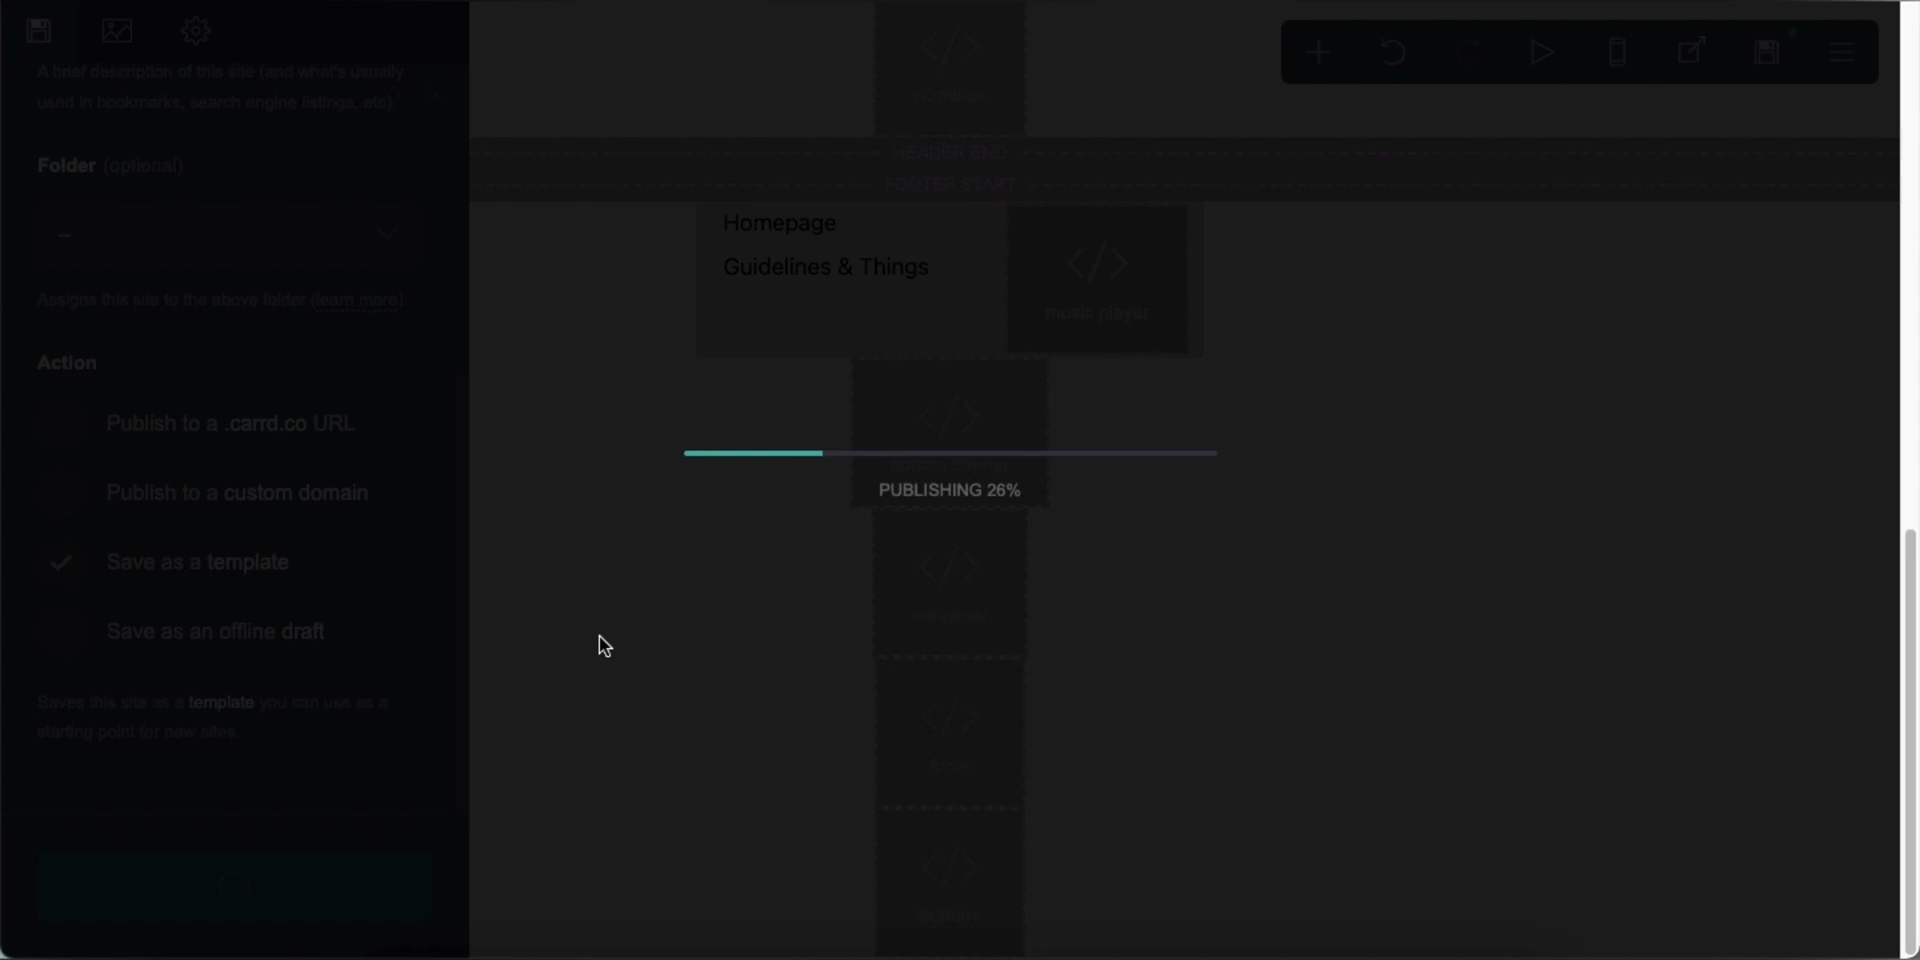 A brief description of this site (and what's usually
used in bookmarks, search engine listings, etc).
Folder (optional)
–
Assigns this site to the above folder (learn more).
Action
Publish to a .carrd.co URL
Publish to a custom domain
Save as a template
Save as an offline draft
Saves this site as a template you can use as a
starting point for new sites.
scrollbox
HEADER END
FOOTER START
Homepage
Guidelines & Things
music player
PUBLISHING 26%
container
buttons